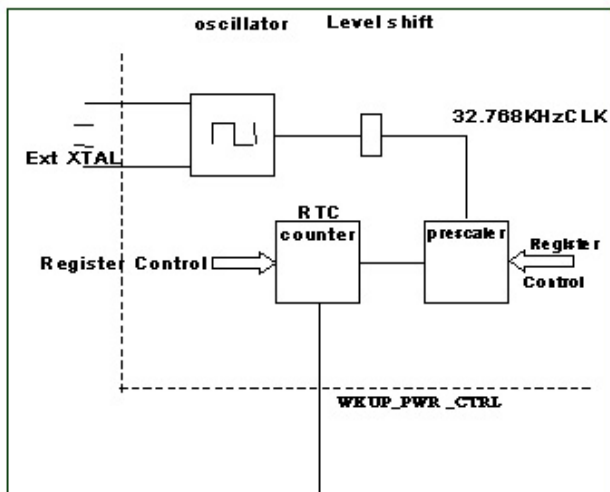 oscillator Level shift
32.768KHzCLK
Ext XTAL
RTC
counter
prescaler
Register Control
Register
Control
WKUP_PWR_CTRL